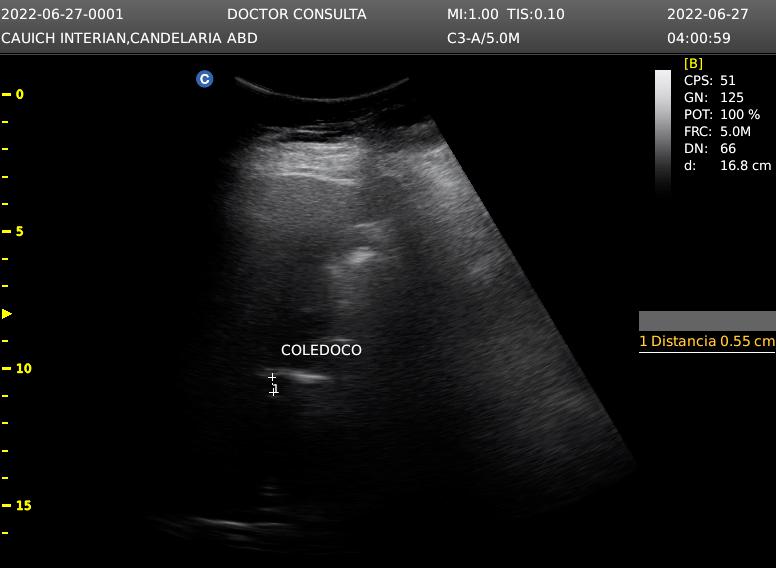 2022-06-27-0001 DOCTOR CONSULTA MI:1.00 TIS:0.10 2022-06-27
CAUICH INTERIAN,CANDELARIA ABD C3-A/5.0M 04:00:59
C
[B]
CPS: 51
GN: 125
POT: 100 %
FRC: 5.0M
DN: 66
d: 16.8 cm
0
5
10
15
COLEDOCO
1
1 Distancia 0.55 cm